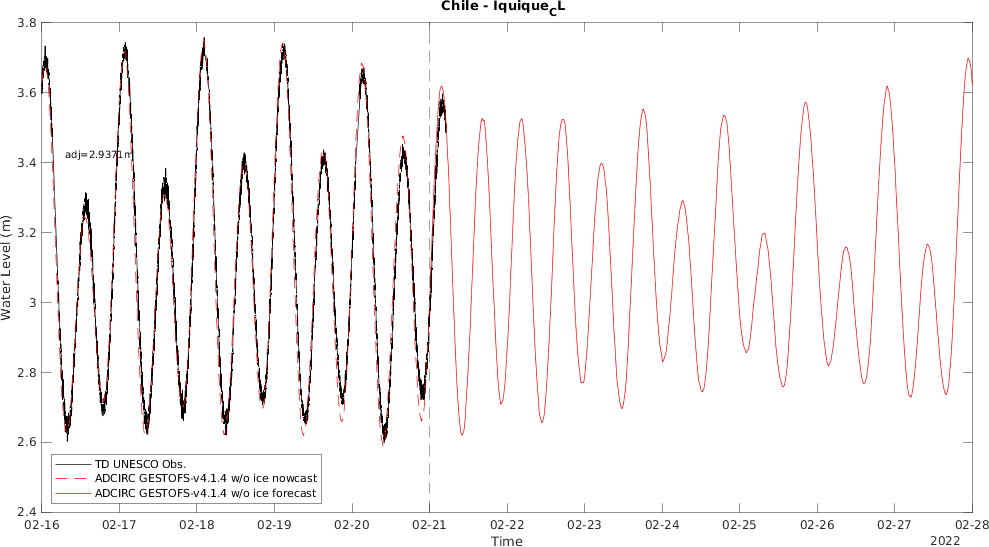 Chile - Iquique_CL
3.8
3.6
3.4
3.2
3
2.8
2.6
2.4
Water Level (m)
adj=2.9371m
TD UNESCO Obs.
ADCIRC GESTOFS-v4.1.4 w/o ice nowcast
ADCIRC GESTOFS-v4.1.4 w/o ice forecast
02-16 02-17 02-18 02-19 02-20 02-21 02-22 02-23 02-24 02-25 02-26 02-27 02-28
Time
2022